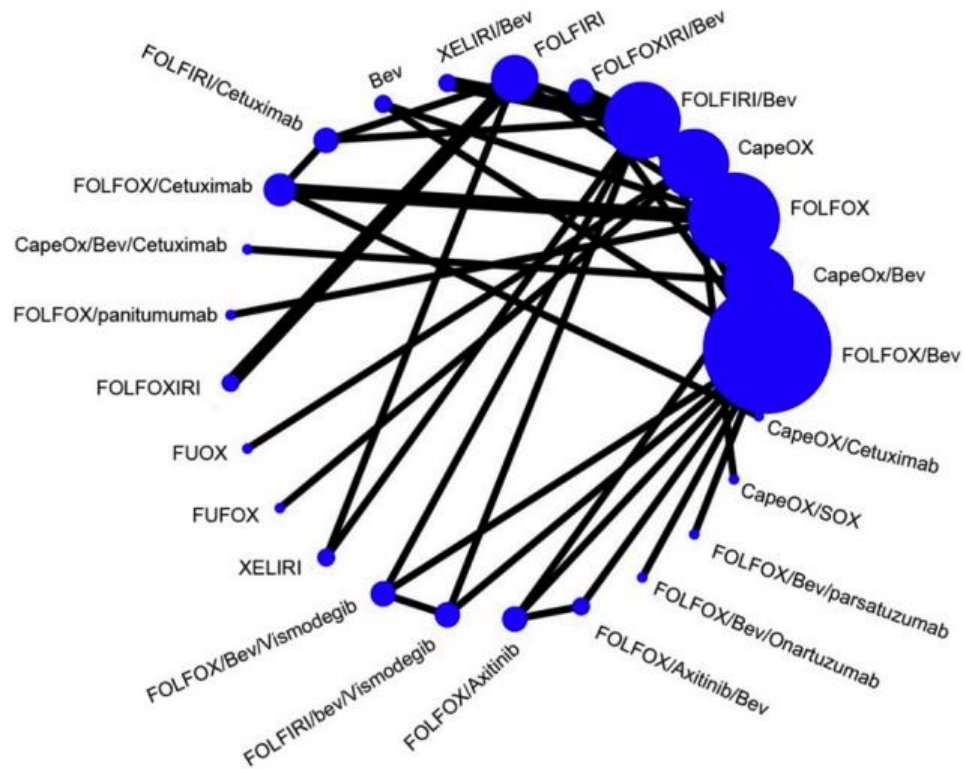 XELIRI/Bev
FOLFIRI
FOLFOXIRI/Bev
FOLFIRI/Bev
CapeOX
FOLFOX
CapeOx/Bev
FOLFOX/Bev
CapeOX/Cetuximab
CapeOX/SOX
FOLFOX/Bev/parsatuzumab
FOLFOX/Bev/Onartuzumab
FOLFOX/Axitinib/Bev
FOLFOX/Axitinib
FOLFIRI/bev/Vismodegib
FOLFOX/Bev/Vismodegib
XELIRI
FUFOX
FUOX
FOLFOXIRI
FOLFOX/panitumumab
CapeOx/Bev/Cetuximab
FOLFOX/Cetuximab
FOLFIRI/Cetuximab
Bev